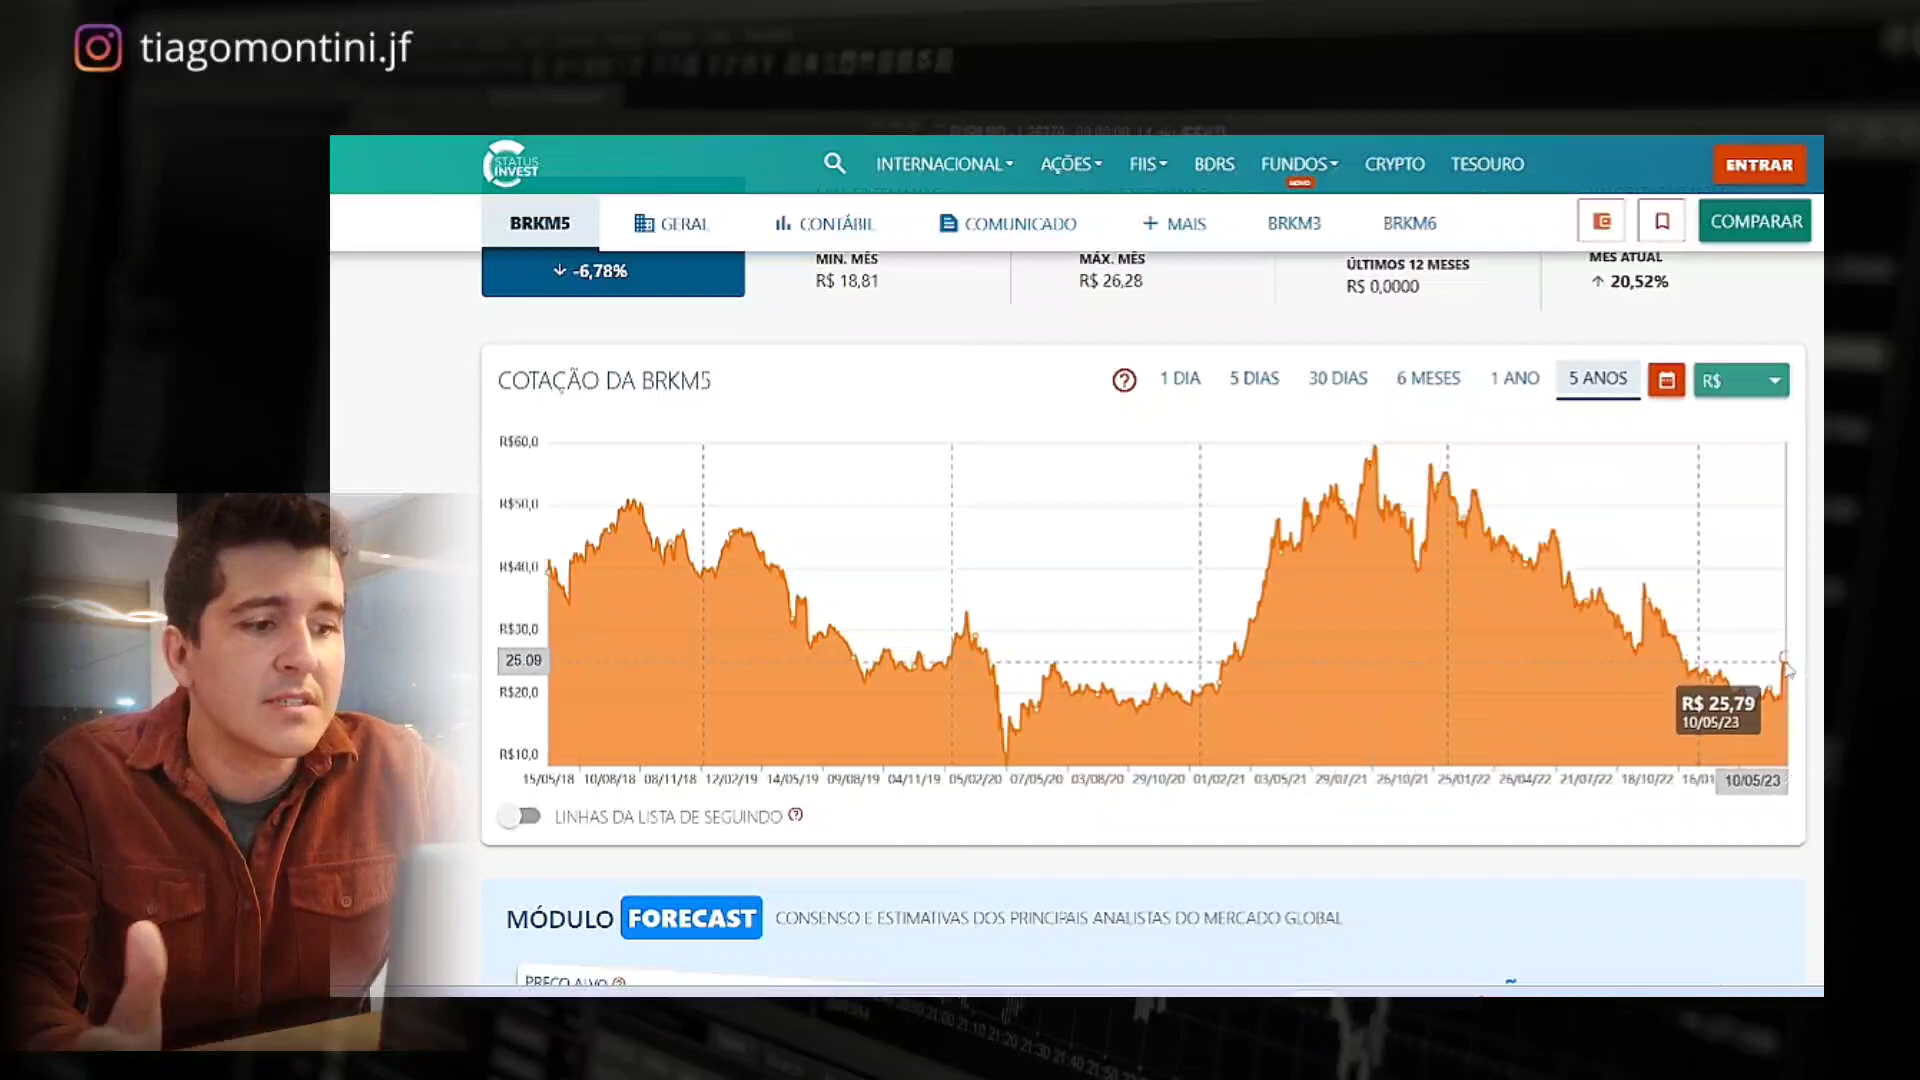 tiagomontini.jf
STATUS INVEST
INTERNACIONAL AÇÕES FIIS BDRS FUNDOS CRYPTO TESOURO ENTRAR
NOVO
BRKM5 GERAL CONTÁBIL COMUNICADO + MAIS BRKM3 BRKM6 COMPARAR
-6,78% MIN. MÊS MÁX. MÊS ÚLTIMOS 12 MESES MÊS ATUAL
R$ 18,81 R$ 26,28 R$ 0,0000 20,52%
COTAÇÃO DA BRKM5 1 DIA 5 DIAS 30 DIAS 6 MESES 1 ANO 5 ANOS R$
R$60,0
R$50,0
R$40,0
R$30,0
25.09
R$20,0
R$10,0
R$ 25,79
10/05/23
15/05/18 10/08/18 08/11/18 12/02/19 14/05/19 09/08/19 04/11/19 05/02/20 07/05/20 03/08/20 29/10/20 01/02/21 03/05/21 29/07/21 26/10/21 25/01/22 26/04/22 21/07/22 18/10/22 16/01 10/05/23
LINHAS DA LISTA DE SEGUINDO
MÓDULO FORECAST CONSENSO E ESTIMATIVAS DOS PRINCIPAIS ANALISTAS DO MERCADO GLOBAL
PREÇO ALVO